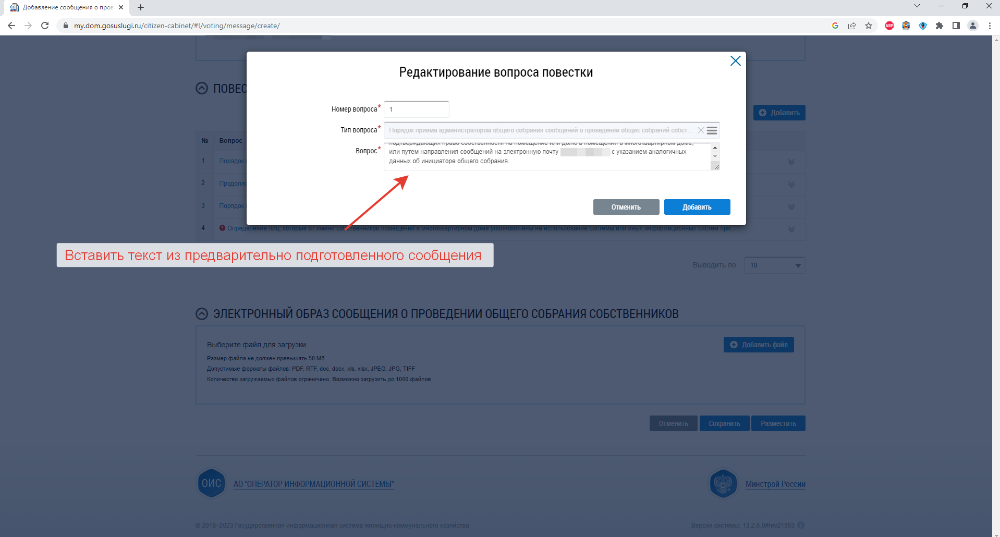 Добавление сообщения о пров
my.dom.gosuslugi.ru/citizen-cabinet/#!/voting/message/create/
ABP
Редактирование вопроса повестки
ПОВЕС
Номер вопроса* 1
Добавить
Тип вопроса* Порядок приема администратором общего собрания сообщений о проведении общих собраний собст...
№ Вопрос
Вопрос* подтверждающих право собственности на помещение или долю в помещении в многоквартирном доме,
или путем направления сообщений на электронную почту с указанием аналогичных
данных об инициаторе общего собрания.
1 Порядок
2 Продолж
3 Порядок
Отменить Добавить
4 Определение лиц, которые от имени собственников помещений в многоквартирном доме уполномочены на использование системы или иных информационных систем при...
Вставить текст из предварительно подготовленного сообщения
Выводить по 10
ЭЛЕКТРОННЫЙ ОБРАЗ СООБЩЕНИЯ О ПРОВЕДЕНИИ ОБЩЕГО СОБРАНИЯ СОБСТВЕННИКОВ
Выберите файл для загрузки
Добавить файл
Размер файла не должен превышать 50 Мб
Допустимые форматы файлов: PDF, RTF, doc, docx, xls, xlsx, JPEG, JPG, TIFF
Количество загружаемых файлов ограничено. Возможно загрузить до 1000 файлов
Отменить Сохранить Разместить
ОИС АО "ОПЕРАТОР ИНФОРМАЦИОННОЙ СИСТЕМЫ"
Минстрой России
© 2016–2023 Государственная информационная система жилищно-коммунального хозяйства
Версия системы: 13.2.6.0#rev21553